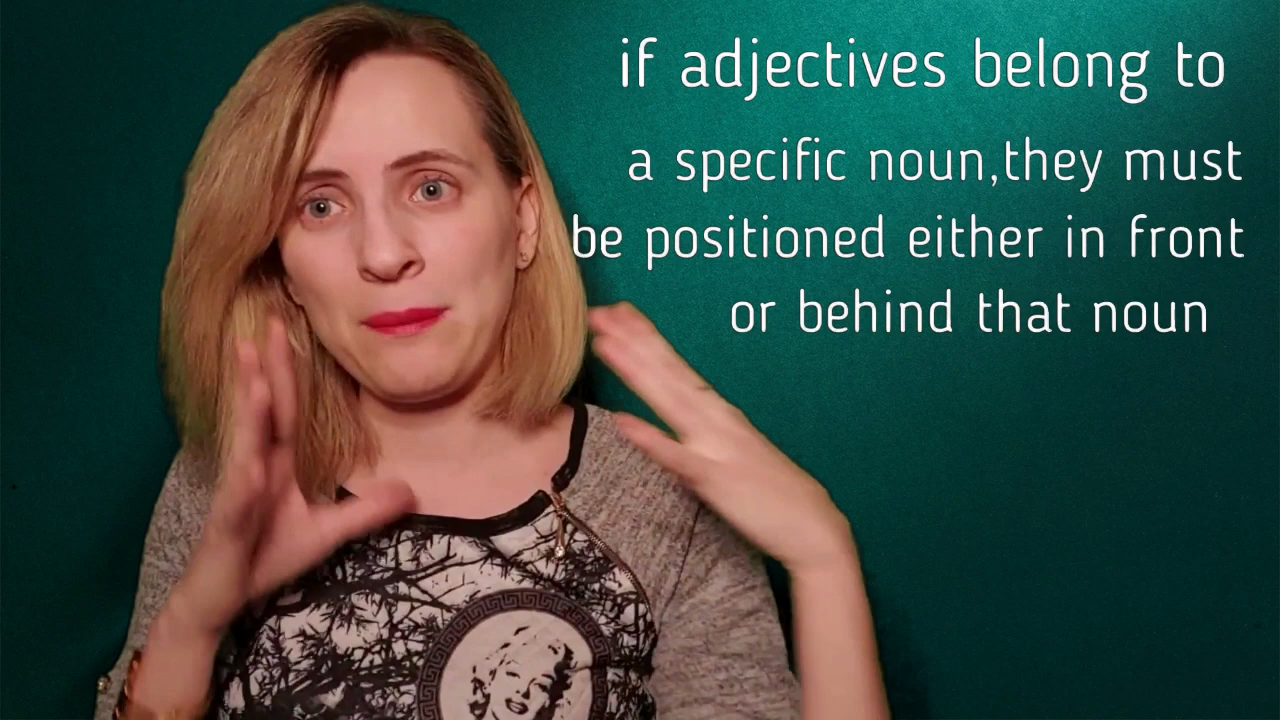 if adjectives belong to
a specific noun,they must
be positioned either in front
or behind that noun